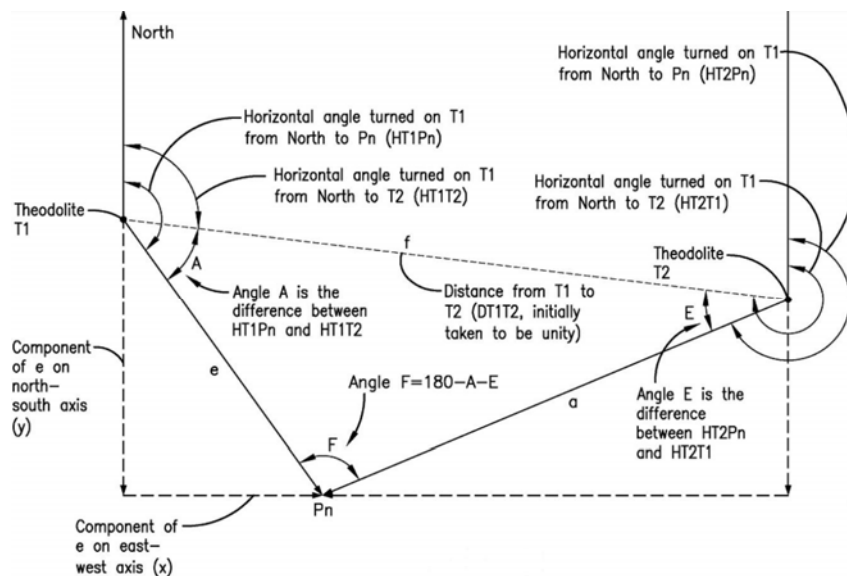 North
Horizontal angle turned on T1
from North to Pn (HT2Pn)
Horizontal angle turned on T1
from North to Pn (HT1Pn)
Horizontal angle turned on T1
from North to T2 (HT1T2)
Horizontal angle turned on T1
from North to T2 (HT2T1)
Theodolite
T1
f
Theodolite
T2
A
Angle A is the
difference between
HT1Pn and HT1T2
Distance from T1 to
T2 (DT1T2, initially
taken to be unity)
E
Component
of e on
north-
south axis
(y)
e
Angle F=180-A-E
a
Angle E is the
difference
between HT2Pn
and HT2T1
F
Pn
Component of
e on east-
west axis (x)